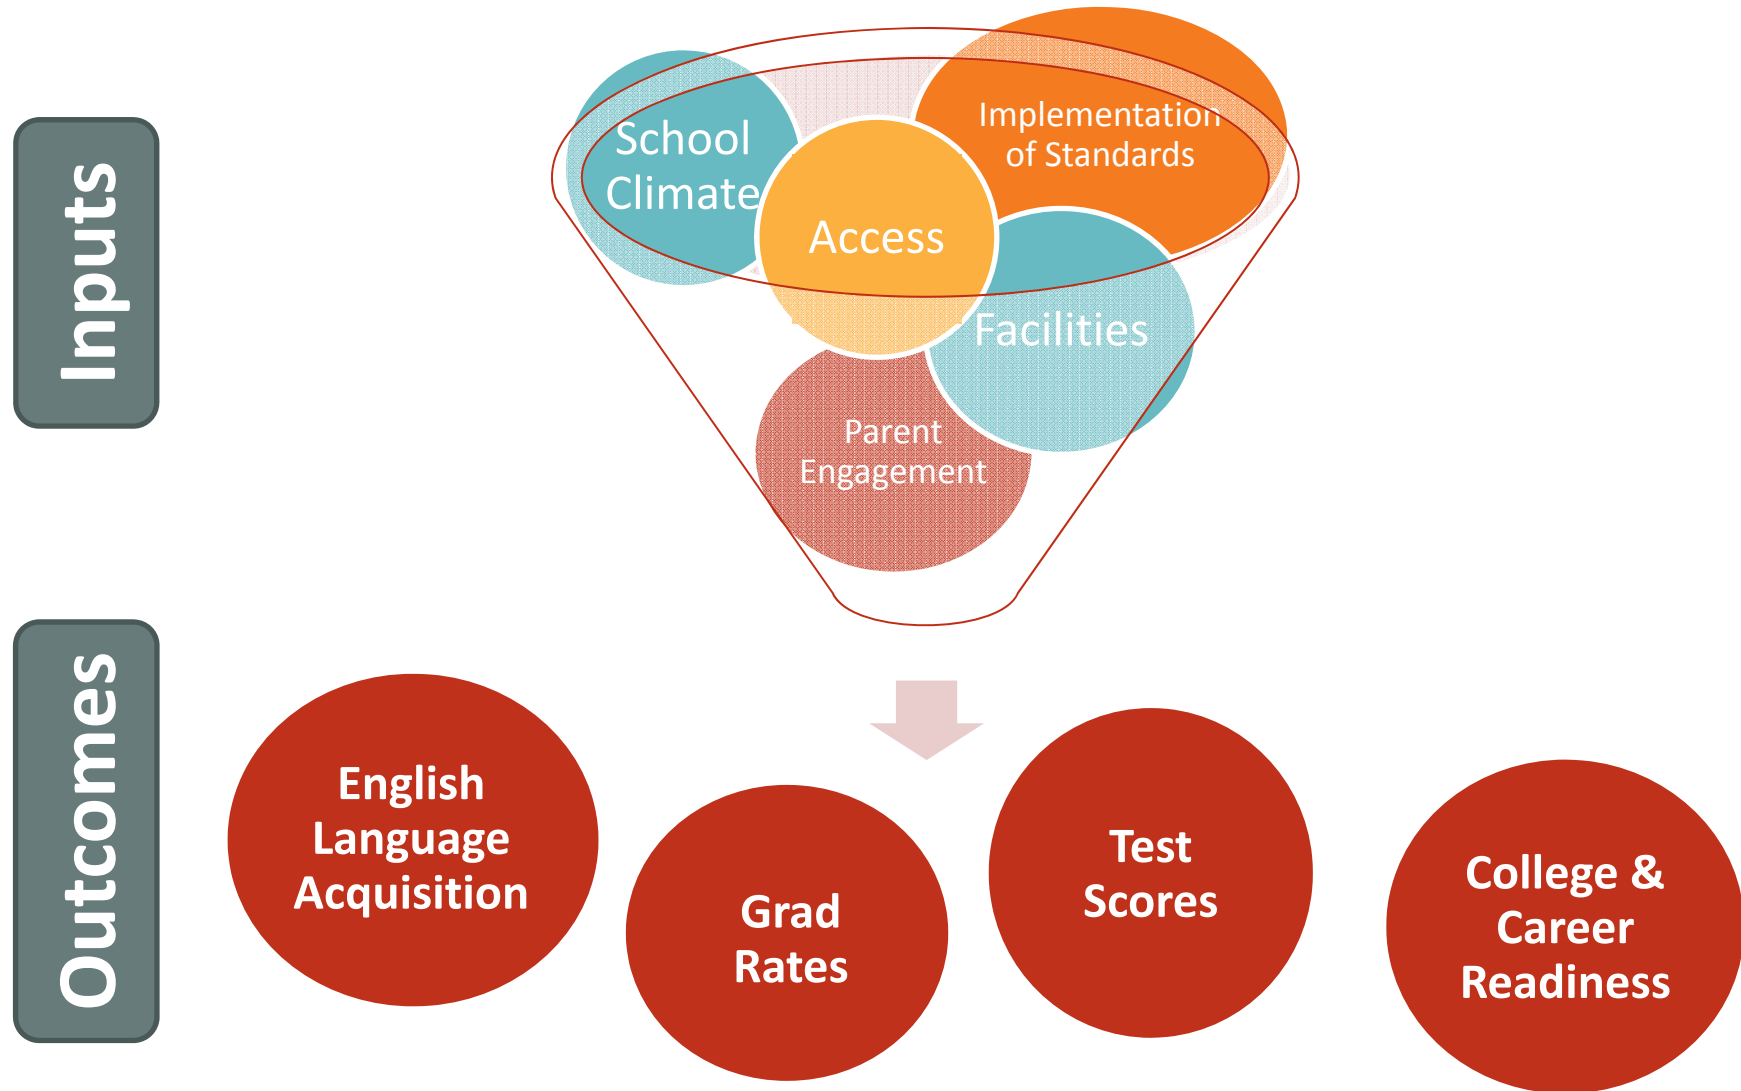 Inputs
School
Climate
Implementation
of Standards
Access
Facilities
Parent
Engagement
Outcomes
English
Language
Acquisition
Grad
Rates
Test
Scores
College &
Career
Readiness